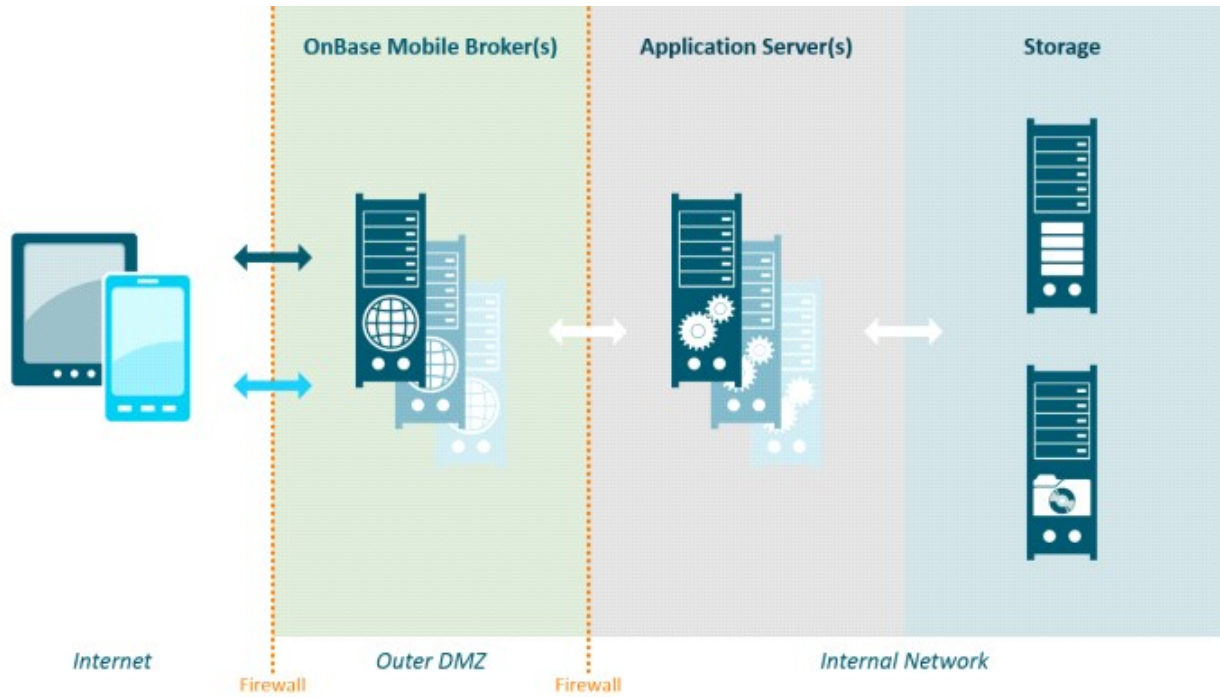 OnBase Mobile Broker(s)
Application Server(s)
Storage
Internet
Outer DMZ
Internal Network
Firewall
Firewall